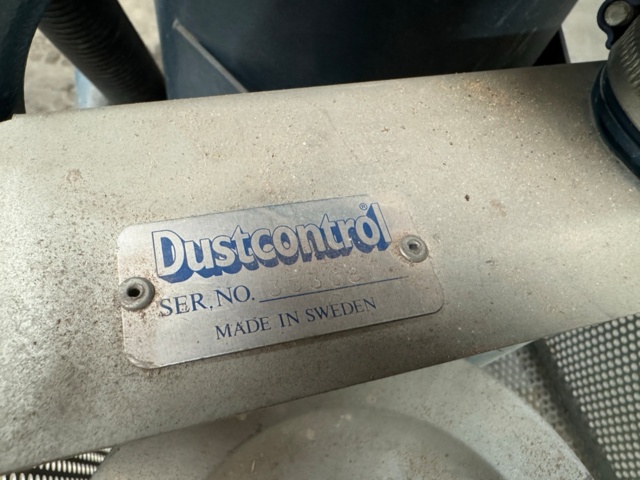 Dustcontrol®
SER. NO.
MADE IN SWEDEN